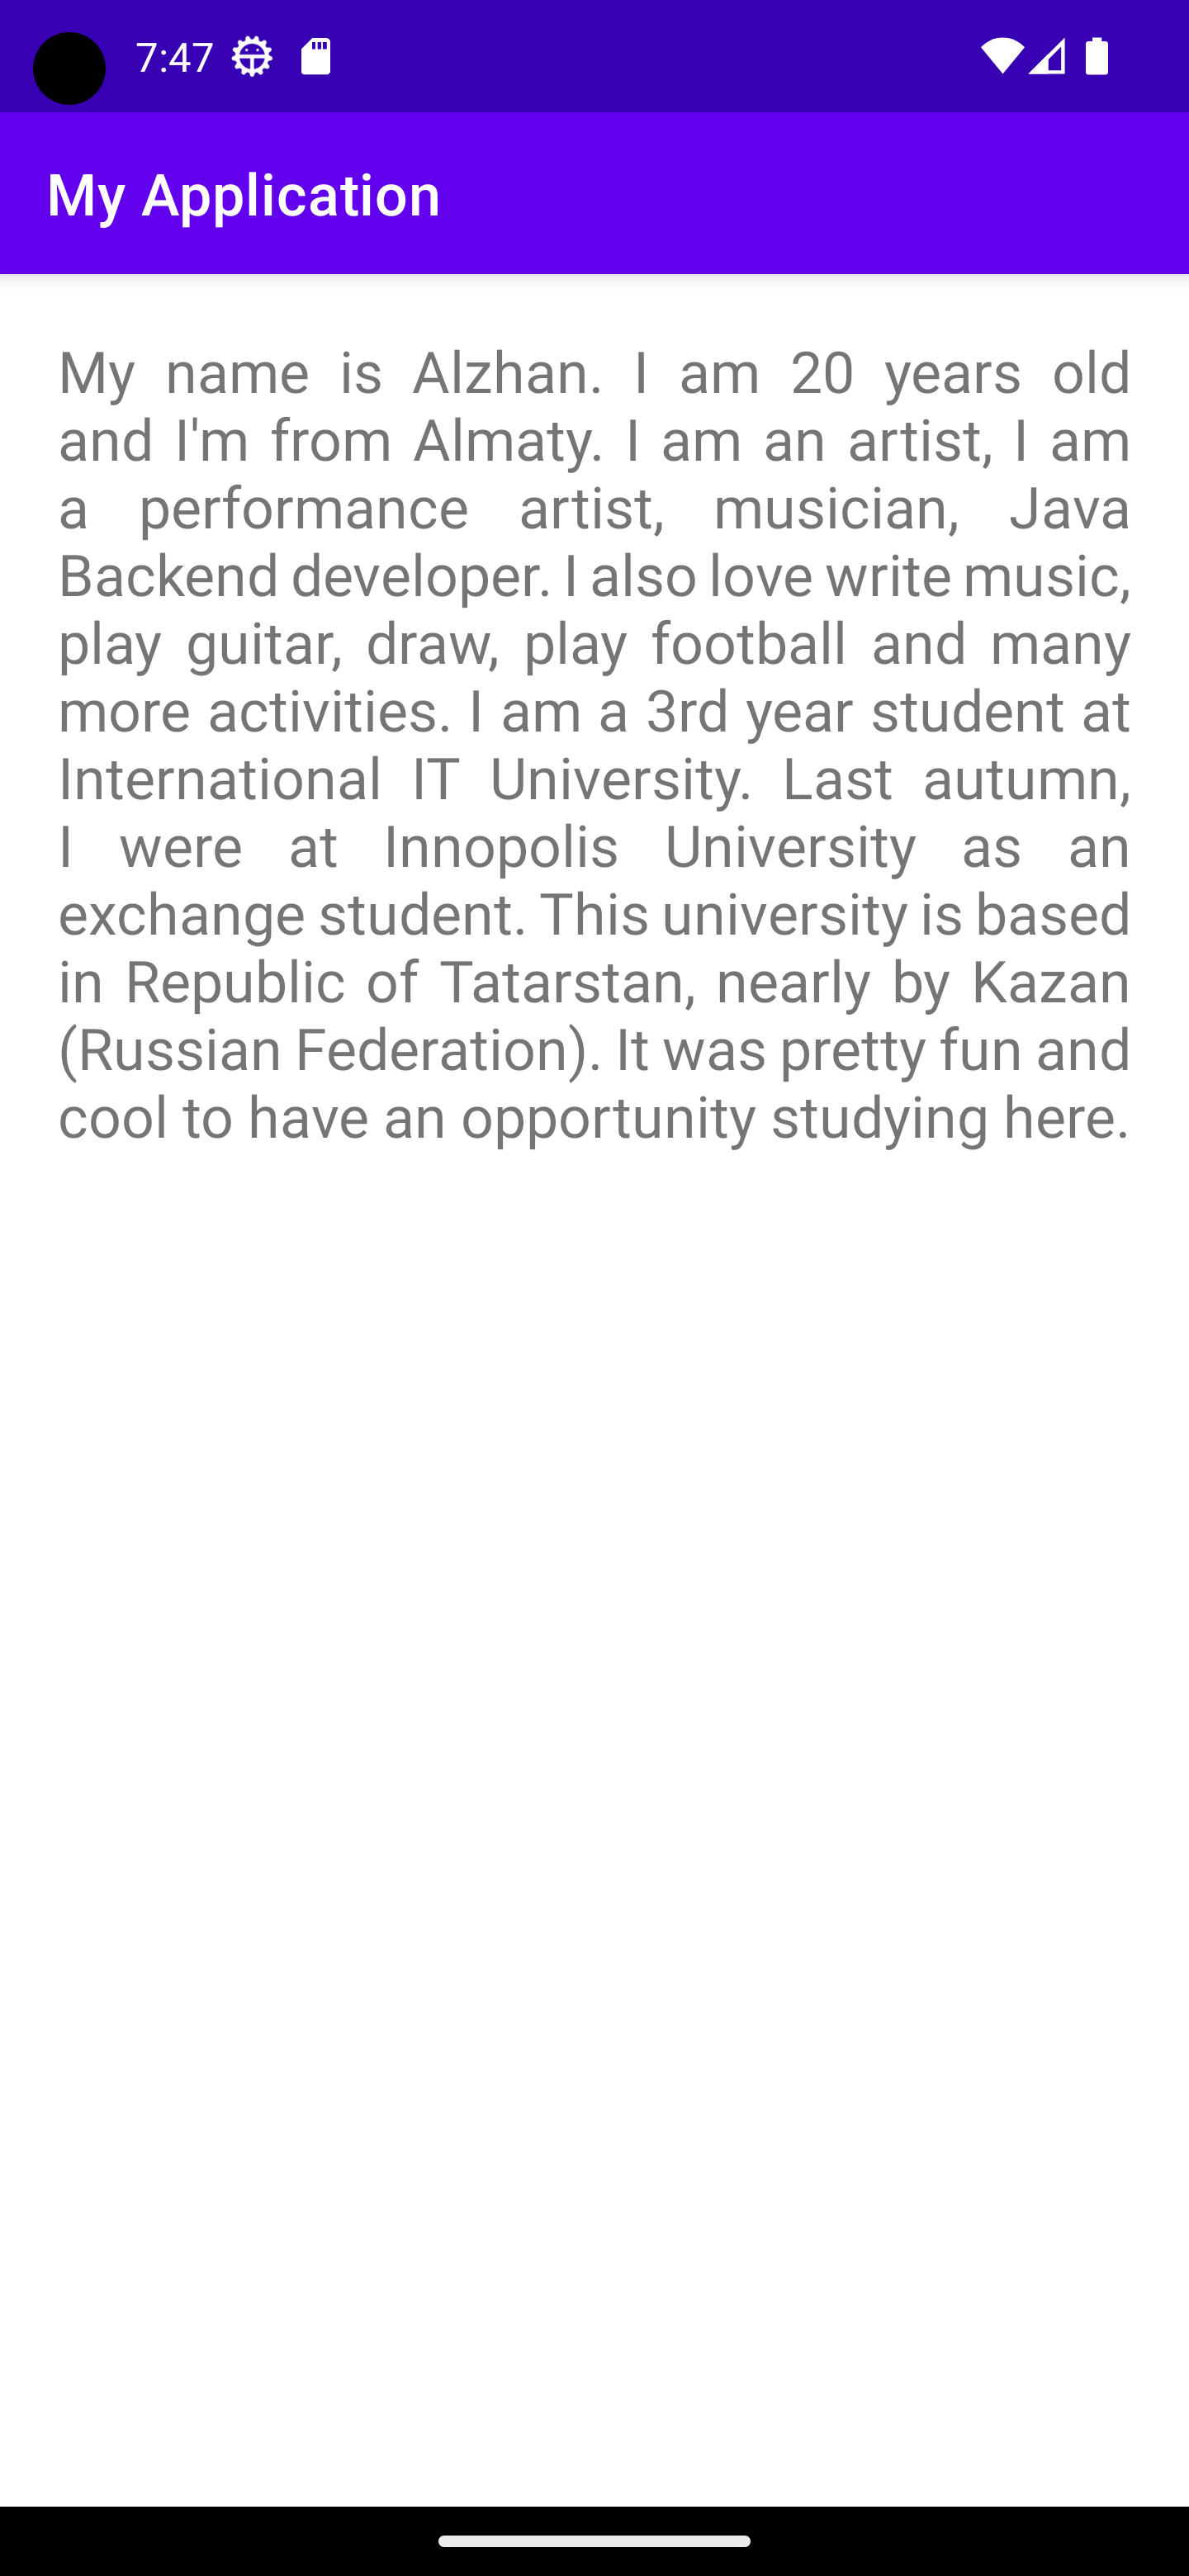 7:47
My Application
My name is Alzhan. I am 20 years old
and I'm from Almaty. I am an artist, I am
a performance artist, musician, Java
Backend developer. I also love write music,
play guitar, draw, play football and many
more activities. I am a 3rd year student at
International IT University. Last autumn,
I were at Innopolis University as an
exchange student. This university is based
in Republic of Tatarstan, nearly by Kazan
(Russian Federation). It was pretty fun and
cool to have an opportunity studying here.